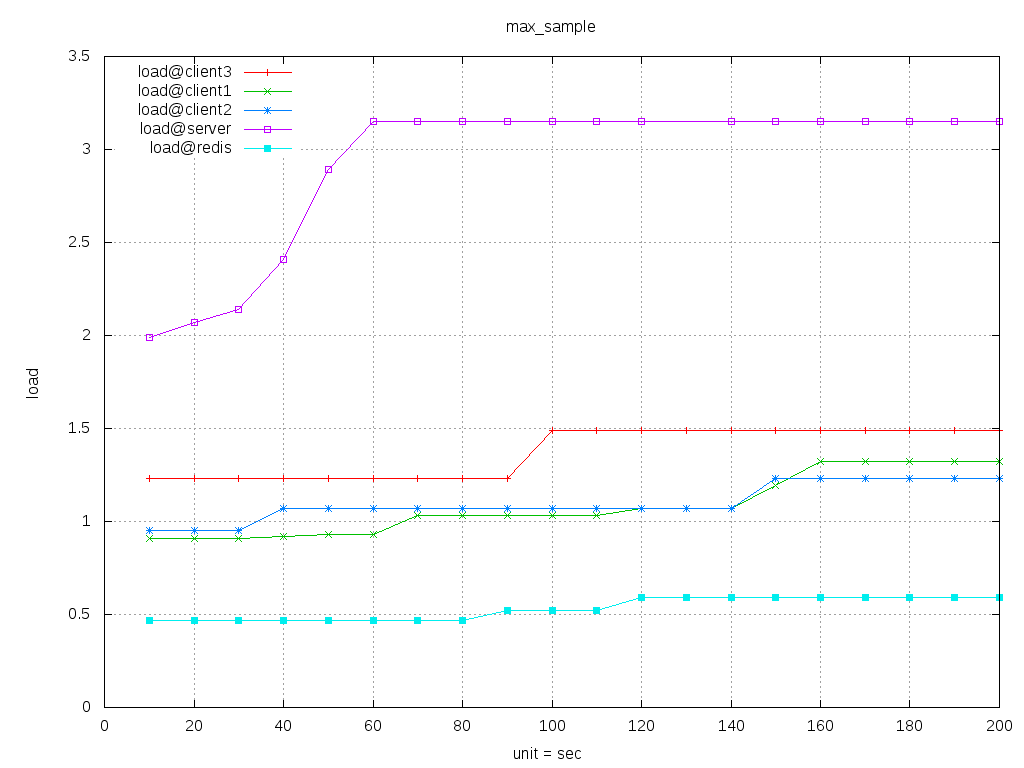 max_sample
load@client3
load@client1
load@client2
load@server
load@redis
3.5
3
2.5
2
1.5
1
0.5
0
load
0 20 40 60 80 100 120 140 160 180 200
unit = sec